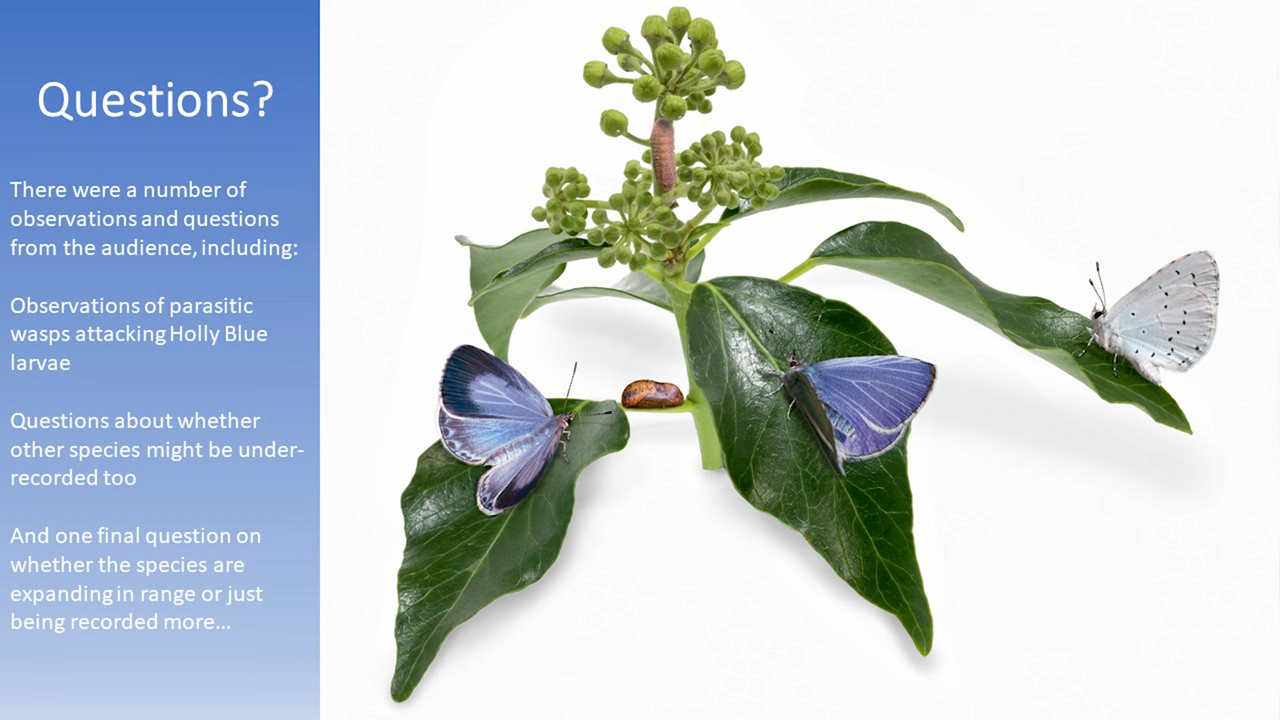 Questions?
There were a number of
observations and questions
from the audience, including:
Observations of parasitic
wasps attacking Holly Blue
larvae
Questions about whether
other species might be under-
recorded too
And one final question on
whether the species are
expanding in range or just
being recorded more...